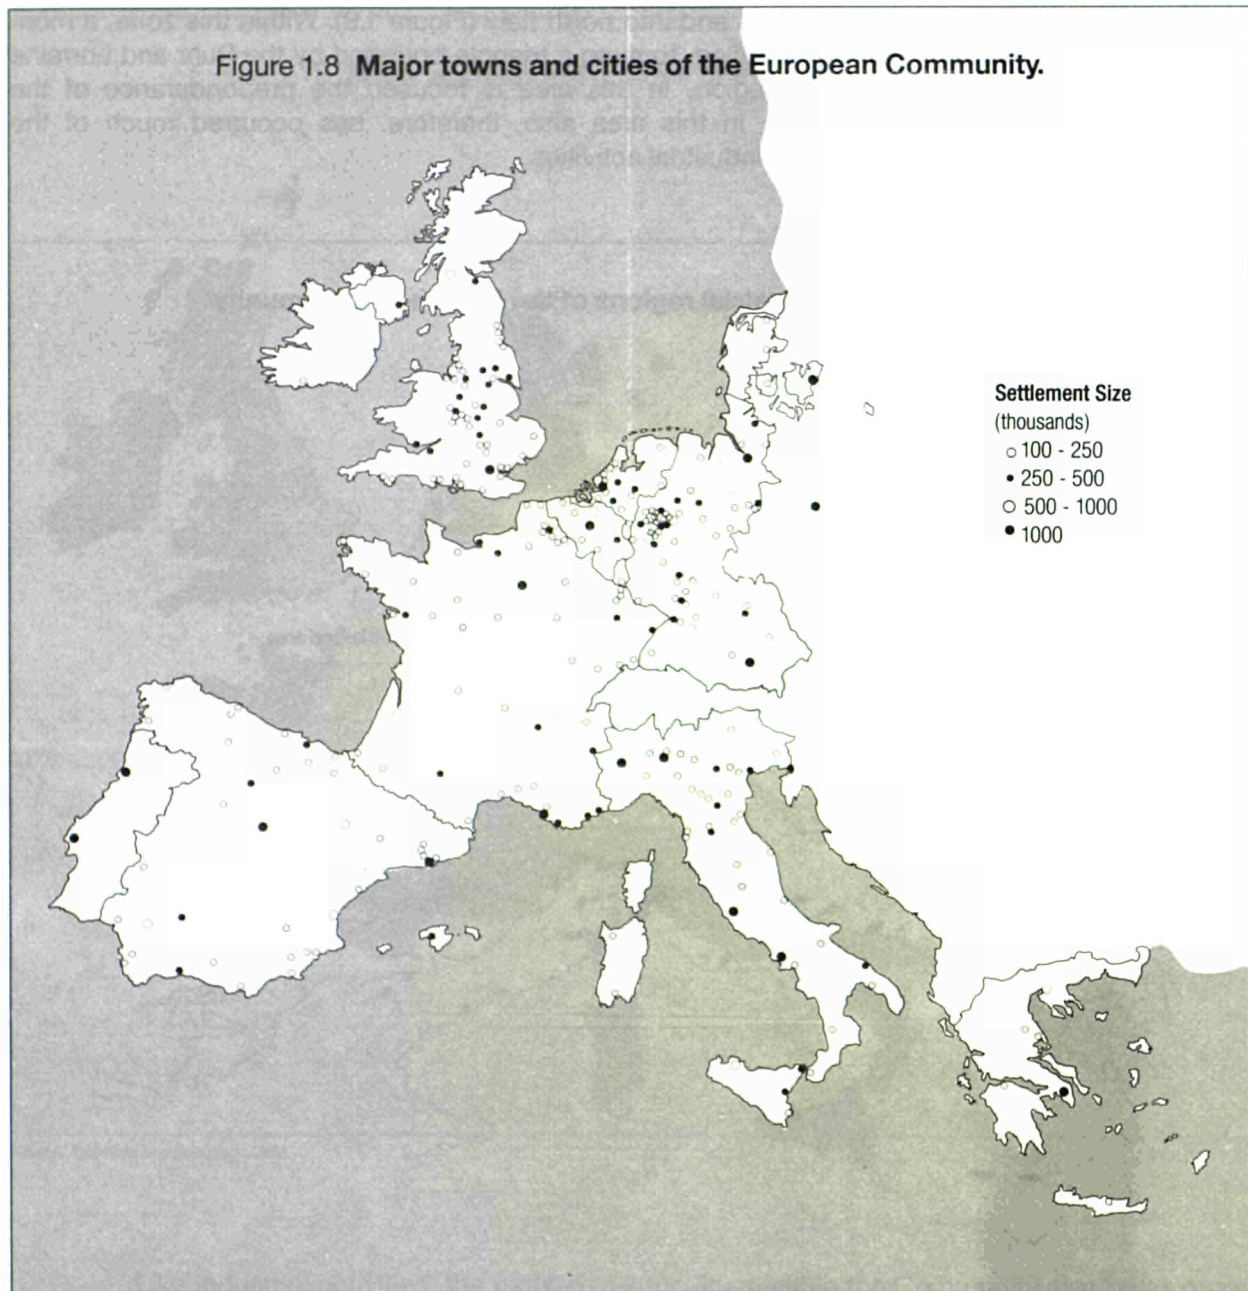 Figure 1.8 Major towns and cities of the European Community.
Settlement Size
(thousands)
100 - 250
250 - 500
500 - 1000
1000